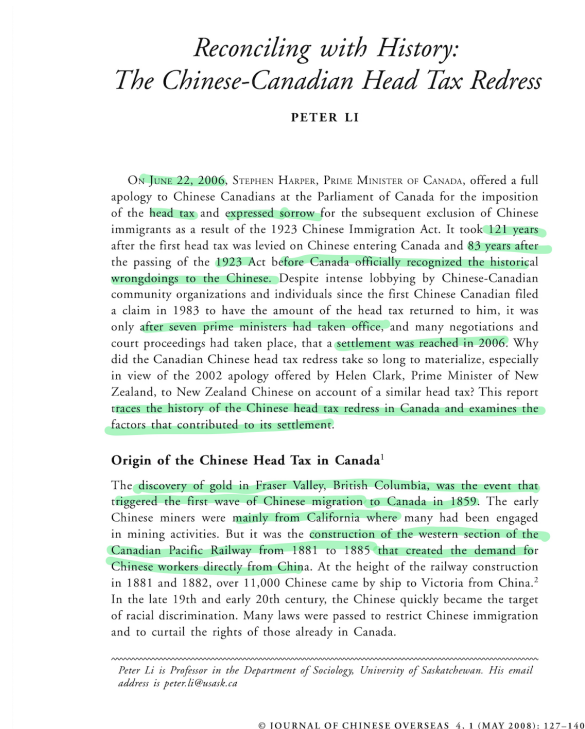 Reconciling with History:
The Chinese-Canadian Head Tax Redress
PETER LI
ON JUNE 22, 2006, STEPHEN HARPER, PRIME MINISTER OF CANADA, offered a full
apology to Chinese Canadians at the Parliament of Canada for the imposition
of the head tax and expressed sorrow for the subsequent exclusion of Chinese
immigrants as a result of the 1923 Chinese Immigration Act. It took 121 years
after the first head tax was levied on Chinese entering Canada and 83 years after
the passing of the 1923 Act before Canada officially recognized the historical
wrongdoings to the Chinese. Despite intense lobbying by Chinese-Canadian
community organizations and individuals since the first Chinese Canadian filed
a claim in 1983 to have the amount of the head tax returned to him, it was
only after seven prime ministers had taken office, and many negotiations and
court proceedings had taken place, that a settlement was reached in 2006. Why
did the Canadian Chinese head tax redress take so long to materialize, especially
in view of the 2002 apology offered by Helen Clark, Prime Minister of New
Zealand, to New Zealand Chinese on account of a similar head tax? This report
traces the history of the Chinese head tax redress in Canada and examines the
factors that contributed to its settlement.
Origin of the Chinese Head Tax in Canada¹
The discovery of gold in Fraser Valley, British Columbia, was the event that
triggered the first wave of Chinese migration to Canada in 1859. The early
Chinese miners were mainly from California where many had been engaged
in mining activities. But it was the construction of the western section of the
Canadian Pacific Railway from 1881 to 1885 that created the demand for
Chinese workers directly from China. At the height of the railway construction
in 1881 and 1882, over 11,000 Chinese came by ship to Victoria from China.²
In the late 19th and early 20th century, the Chinese quickly became the target
of racial discrimination. Many laws were passed to restrict Chinese immigration
and to curtail the rights of those already in Canada.
Peter Li is Professor in the Department of Sociology, University of Saskatchewan. His email
address is peter.li@usask.ca
© JOURNAL OF CHINESE OVERSEAS 4, 1 (MAY 2008): 127–140